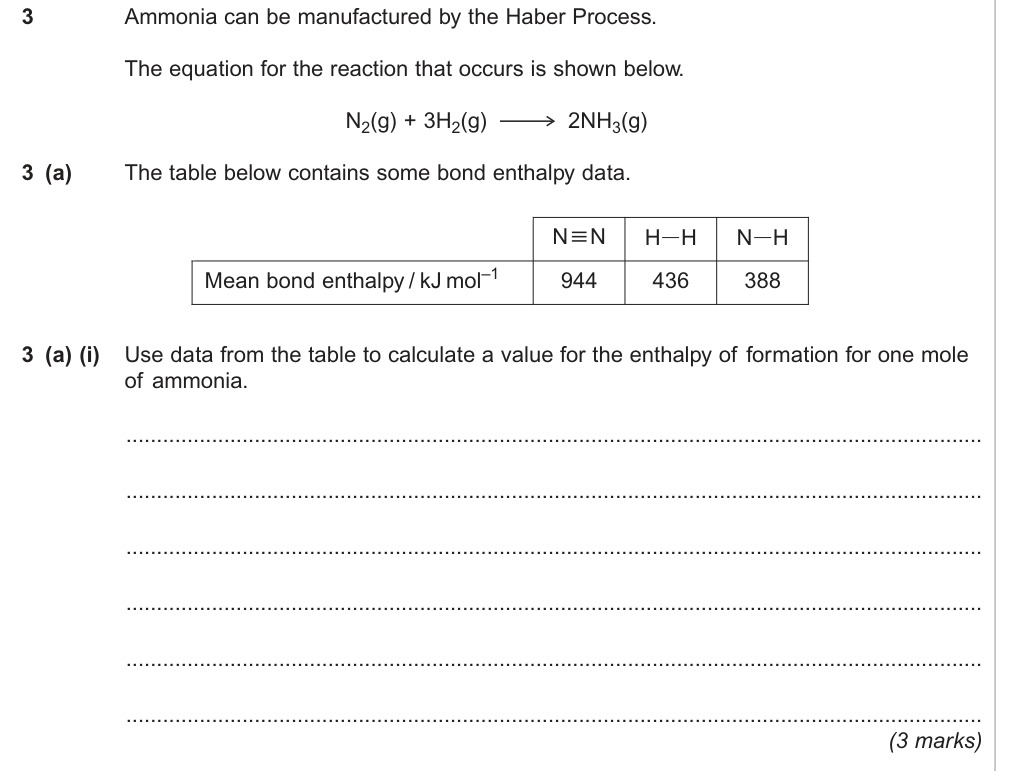 3 Ammonia can be manufactured by the Haber Process.
The equation for the reaction that occurs is shown below.
N₂(g) + 3H₂(g) ⟶ 2NH₃(g)
3 (a) The table below contains some bond enthalpy data.
N≡N H—H N—H
Mean bond enthalpy / kJ mol⁻¹ 944 436 388
3 (a) (i) Use data from the table to calculate a value for the enthalpy of formation for one mole
of ammonia.
(3 marks)